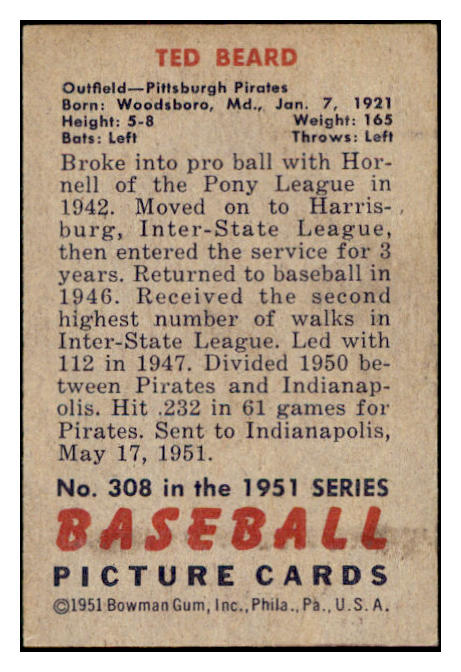 TED BEARD
Outfield—Pittsburgh Pirates
Born: Woodsboro, Md., Jan. 7, 1921
Height: 5-8 Weight: 165
Bats: Left Throws: Left
Broke into pro ball with Hor-
nell of the Pony League in
1942. Moved on to Harris-
burg, Inter-State League,
then entered the service for 3
years. Returned to baseball in
1946. Received the second
highest number of walks in
Inter-State League. Led with
112 in 1947. Divided 1950 be-
tween Pirates and Indianap-
olis. Hit .232 in 61 games for
Pirates. Sent to Indianapolis,
May 17, 1951.
No. 308 in the 1951 SERIES
BASEBALL
PICTURE CARDS
©1951 Bowman Gum, Inc., Phila., Pa., U.S.A.